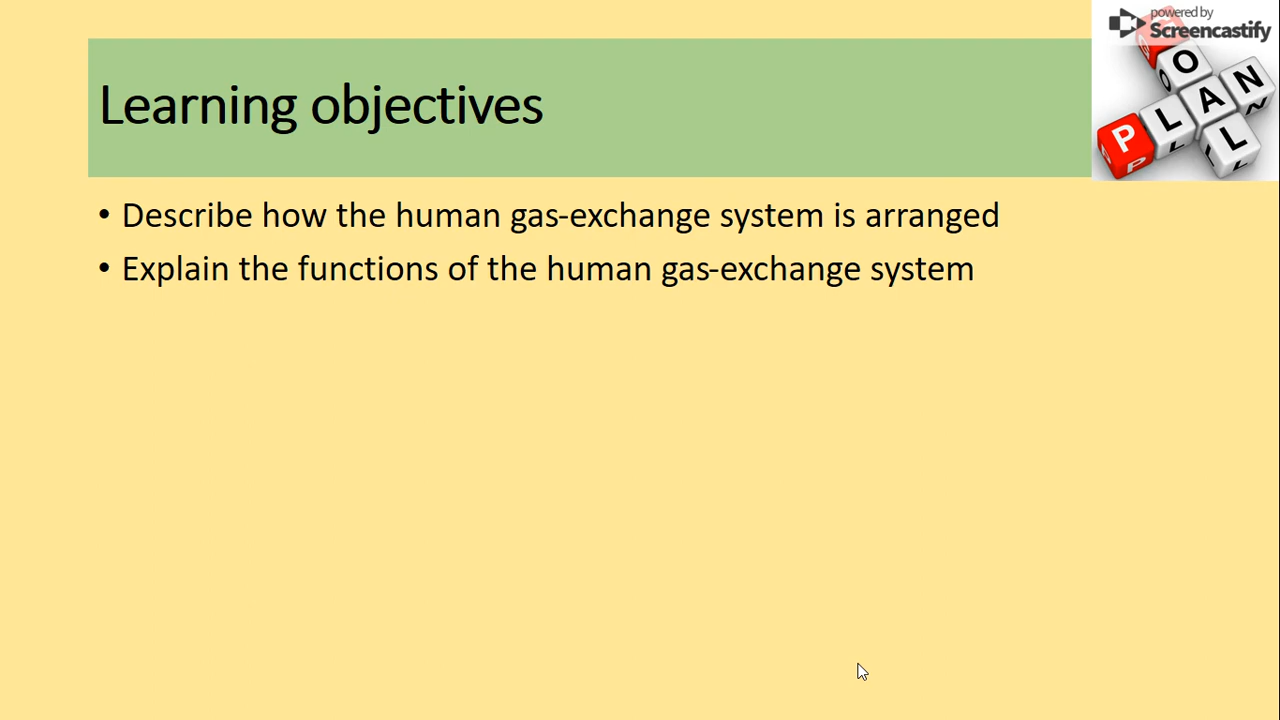 powered by
Screencastify
GOAL
PLAN
Learning objectives
• Describe how the human gas-exchange system is arranged
• Explain the functions of the human gas-exchange system